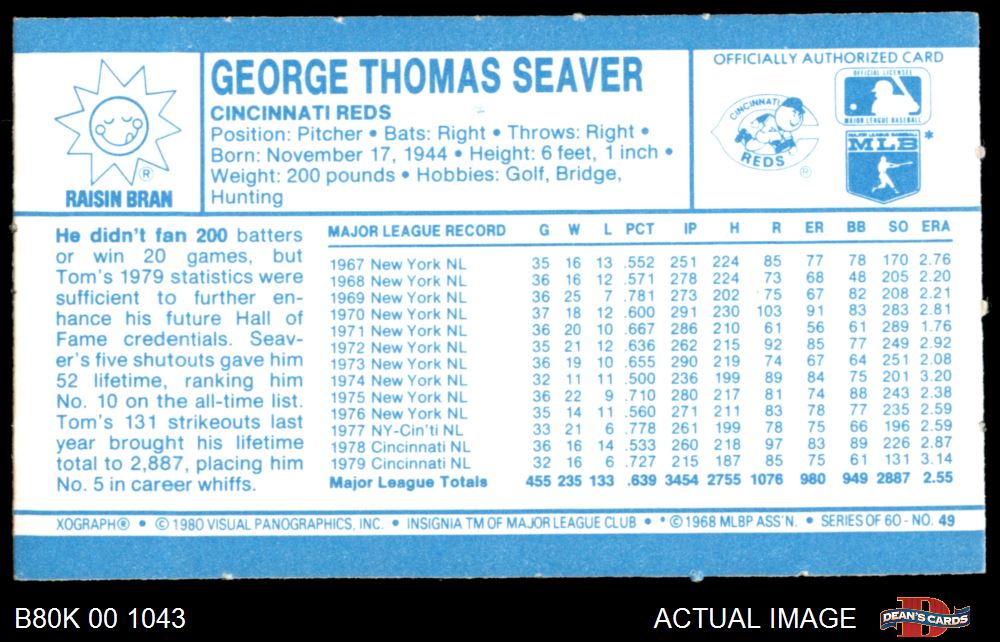 OFFICIALLY AUTHORIZED CARD
GEORGE THOMAS SEAVER
CINCINNATI REDS
Position: Pitcher • Bats: Right • Throws: Right •
Born: November 17, 1944 • Height: 6 feet, 1 inch •
Weight: 200 pounds • Hobbies: Golf, Bridge,
Hunting
®
RAISIN BRAN
CINCINNATI
REDS
®
OFFICIAL LICENSEE
MAJOR LEAGUE BASEBALL
MAJOR LEAGUE BASEBALL
MLB *
He didn't fan 200 batters
or win 20 games, but
Tom's 1979 statistics were
sufficient to further en-
hance his future Hall of
Fame credentials. Seav-
er's five shutouts gave him
52 lifetime, ranking him
No. 10 on the all-time list.
Tom's 131 strikeouts last
year brought his lifetime
total to 2,887, placing him
No. 5 in career whiffs.
MAJOR LEAGUE RECORD G W L PCT IP H R ER BB SO ERA
1967 New York NL 35 16 13 .552 251 224 85 77 78 170 2.76
1968 New York NL 36 16 12 .571 278 224 73 68 48 205 2.20
1969 New York NL 36 25 7 .781 273 202 75 67 82 208 2.21
1970 New York NL 37 18 12 .600 291 230 103 91 83 283 2.81
1971 New York NL 36 20 10 .667 286 210 61 56 61 289 1.76
1972 New York NL 35 21 12 .636 262 215 92 85 77 249 2.92
1973 New York NL 36 19 10 .655 290 219 74 67 64 251 2.08
1974 New York NL 32 11 11 .500 236 199 89 84 75 201 3.20
1975 New York NL 36 22 9 .710 280 217 81 74 88 243 2.38
1976 New York NL 35 14 11 .560 271 211 83 78 77 235 2.59
1977 NY-Cin'ti NL 33 21 6 .778 261 199 78 75 66 196 2.59
1978 Cincinnati NL 36 16 14 .533 260 218 97 83 89 226 2.87
1979 Cincinnati NL 32 16 6 .727 215 187 85 75 61 131 3.14
Major League Totals 455 235 133 .639 3454 2755 1076 980 949 2887 2.55
XOGRAPH® • © 1980 VISUAL PANOGRAPHICS, INC. • INSIGNIA TM OF MAJOR LEAGUE CLUB • * © 1968 MLBP ASS'N. • SERIES OF 60 - NO. 49
B80K 00 1043
ACTUAL IMAGE
DEAN'S CARDS